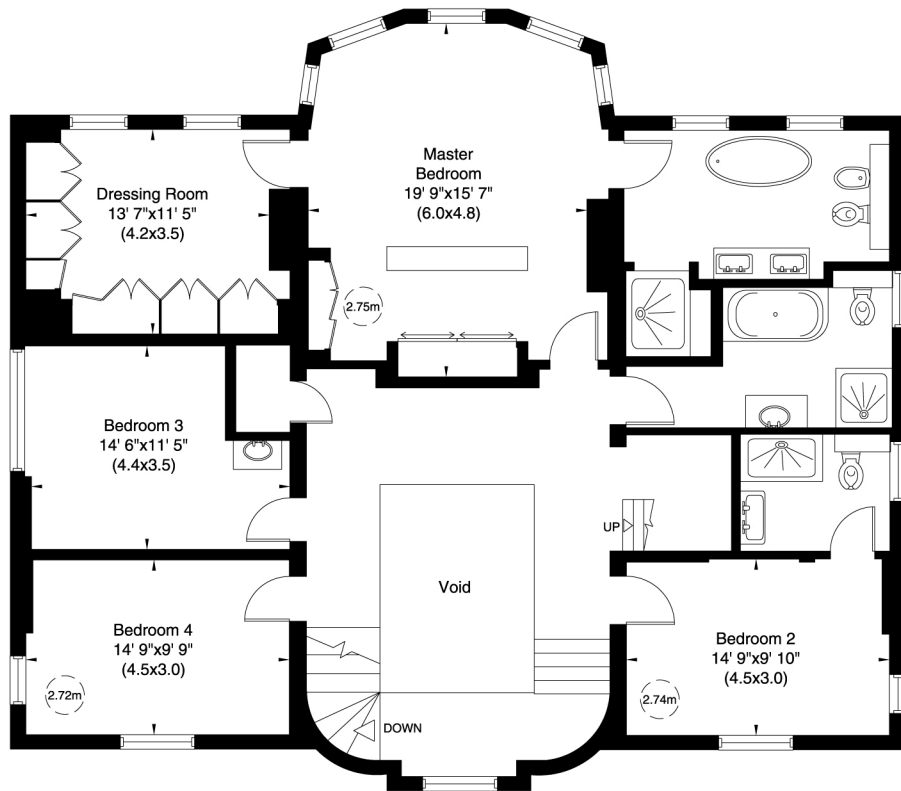 Master
Bedroom
19' 9"x15' 7"
(6.0x4.8)
Dressing Room
13' 7"x11' 5"
(4.2x3.5)
2.75m
Bedroom 3
14' 6"x11' 5"
(4.4x3.5)
UP
Void
Bedroom 4
14' 9"x9' 9"
(4.5x3.0)
2.72m
DOWN
Bedroom 2
14' 9"x9' 10"
(4.5x3.0)
2.74m